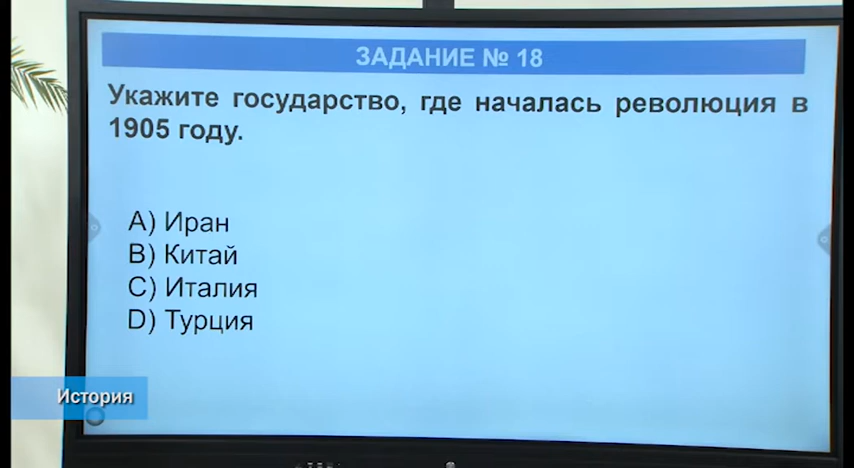 ЗАДАНИЕ № 18
Укажите государство, где началась революция в
1905 году.
A) Иран
B) Китай
C) Италия
D) Турция
История